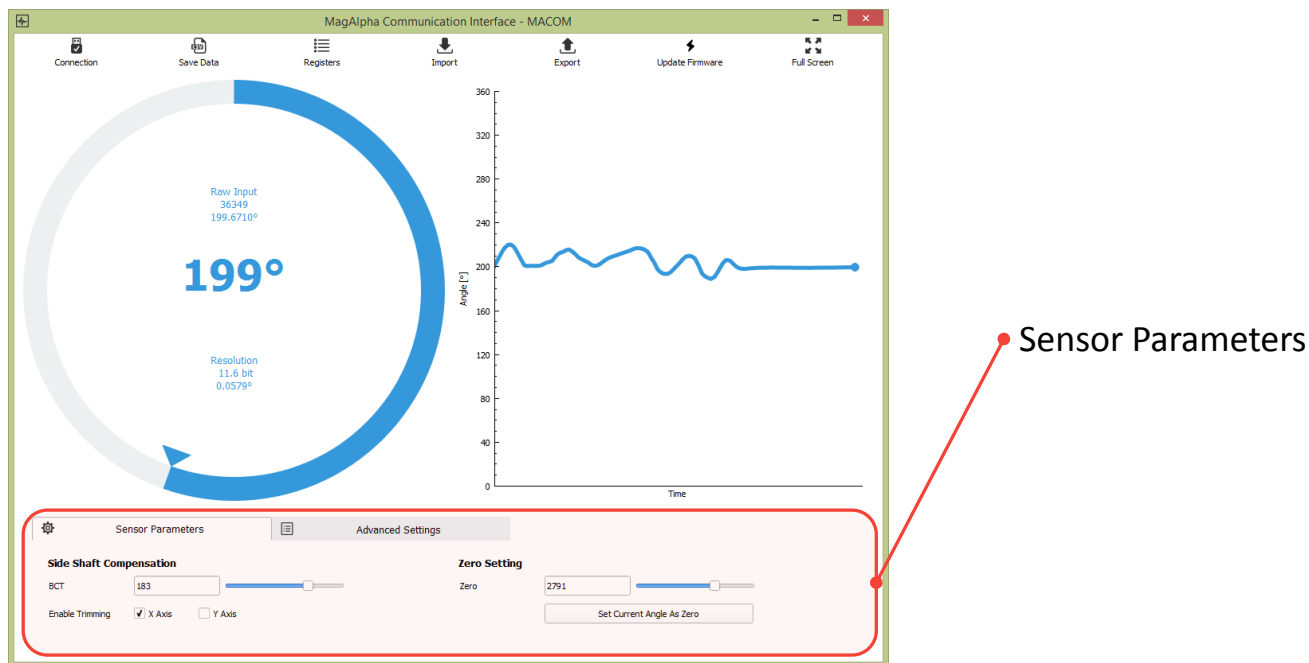 MagAlpha Communication Interface - MACOM
Connection Save Data Registers Import Export Update Firmware Full Screen
CSV
Raw Input
36349
199.6710°
199°
Resolution
11.6 bit
0.0579°
360
320
280
240
200
160
120
80
40
0
Angle [°]
Time
Sensor Parameters
Sensor Parameters Advanced Settings
Side Shaft Compensation Zero Setting
BCT 183 Zero 2791
Enable Trimming X Axis Y Axis Set Current Angle As Zero